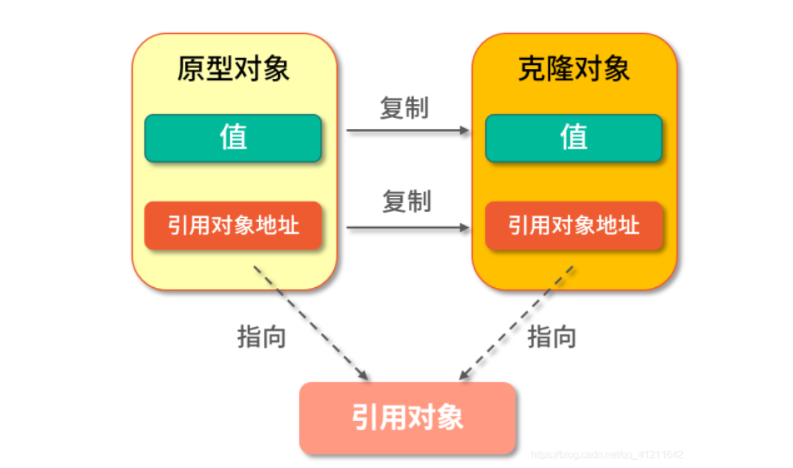 原型对象
克隆对象
复制
值
值
复制
引用对象地址
引用对象地址
指向
指向
引用对象
https://blog.csdn.net/qq_41211642